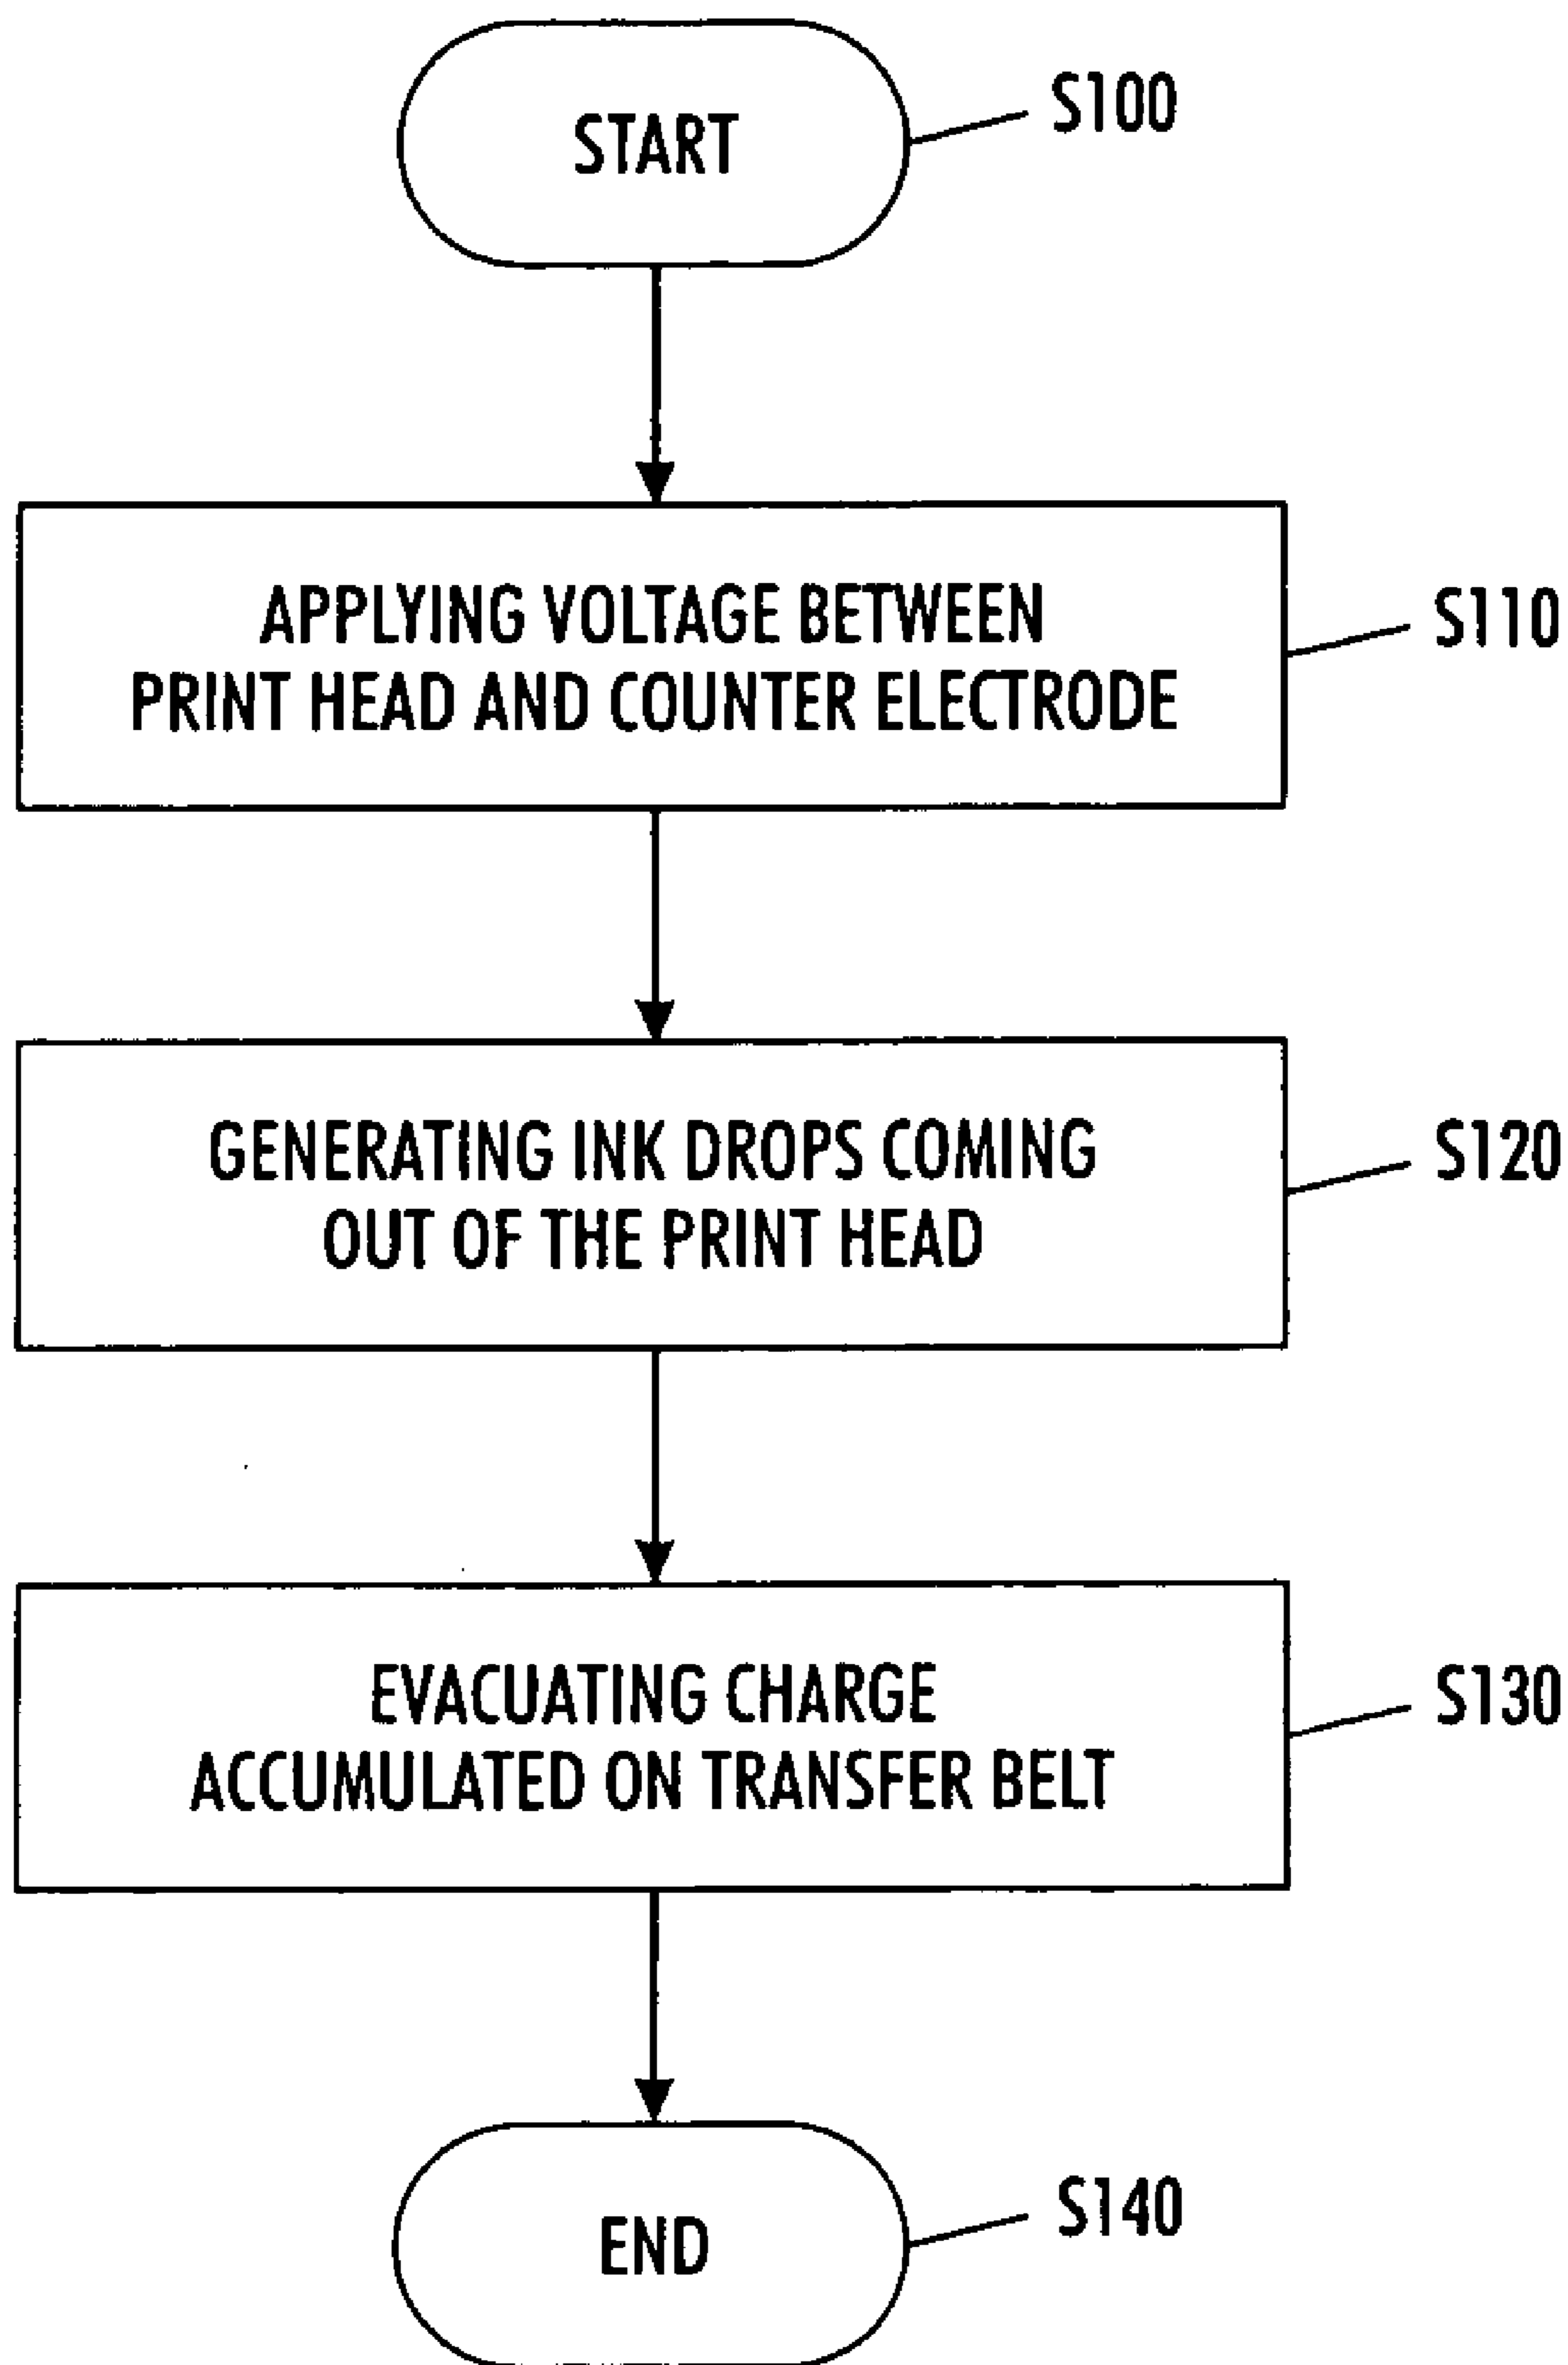 START
S100
APPLYING VOLTAGE BETWEEN
PRINT HEAD AND COUNTER ELECTRODE
S110
GENERATING INK DROPS COMING
OUT OF THE PRINT HEAD
S120
EVACUATING CHARGE
ACCUMULATED ON TRANSFER BELT
S130
END
S140